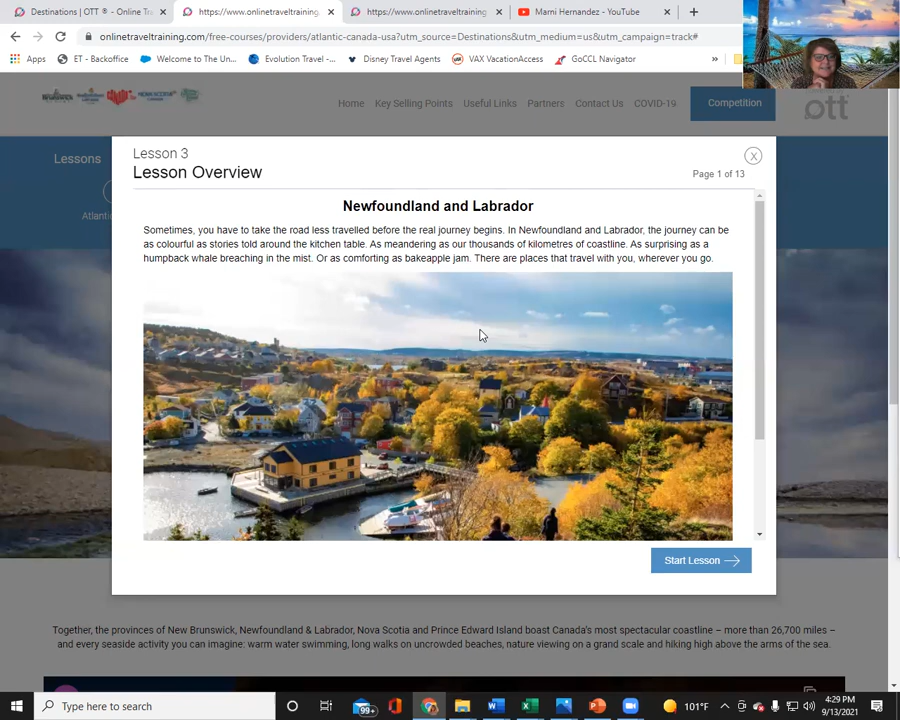 Destinations | OTT ® - Online Tra
https://www.onlinetraveltraining.
https://www.onlinetraveltraining.
Marni Hernandez - YouTube
onlinetraveltraining.com/free-courses/providers/atlantic-canada-usa?utm_source=Destinations&utm_medium=us&utm_campaign=track#
Apps
ET - Backoffice
Welcome to The Un...
Evolution Travel -...
Disney Travel Agents
VAX VacationAccess
GoCCL Navigator
»
Home
Key Selling Points
Useful Links
Partners
Contact Us
COVID-19
Competition
ott
Lessons
Atlanti
Lesson 3
Lesson Overview
X
Page 1 of 13
Newfoundland and Labrador
Sometimes, you have to take the road less travelled before the real journey begins. In Newfoundland and Labrador, the journey can be
as colourful as stories told around the kitchen table. As meandering as our thousands of kilometres of coastline. As surprising as a
humpback whale breaching in the mist. Or as comforting as bakeapple jam. There are places that travel with you, wherever you go.
Start Lesson
Together, the provinces of New Brunswick, Newfoundland & Labrador, Nova Scotia and Prince Edward Island boast Canada's most spectacular coastline – more than 26,700 miles –
and every seaside activity you can imagine: warm water swimming, long walks on uncrowded beaches, nature viewing on a grand scale and hiking high above the arms of the sea.
Type here to search
99+
101°F
4:29 PM
9/13/2021